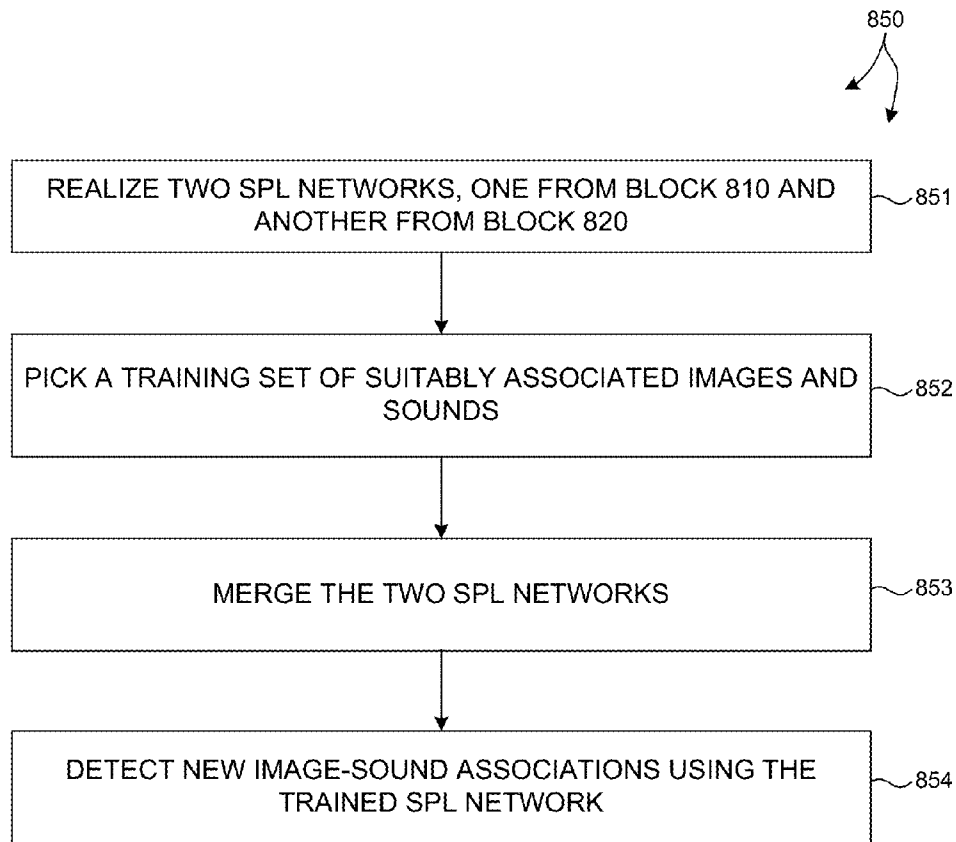 850
REALIZE TWO SPL NETWORKS, ONE FROM BLOCK 810 AND
ANOTHER FROM BLOCK 820
851
PICK A TRAINING SET OF SUITABLY ASSOCIATED IMAGES AND
SOUNDS
852
MERGE THE TWO SPL NETWORKS
853
DETECT NEW IMAGE-SOUND ASSOCIATIONS USING THE
TRAINED SPL NETWORK
854